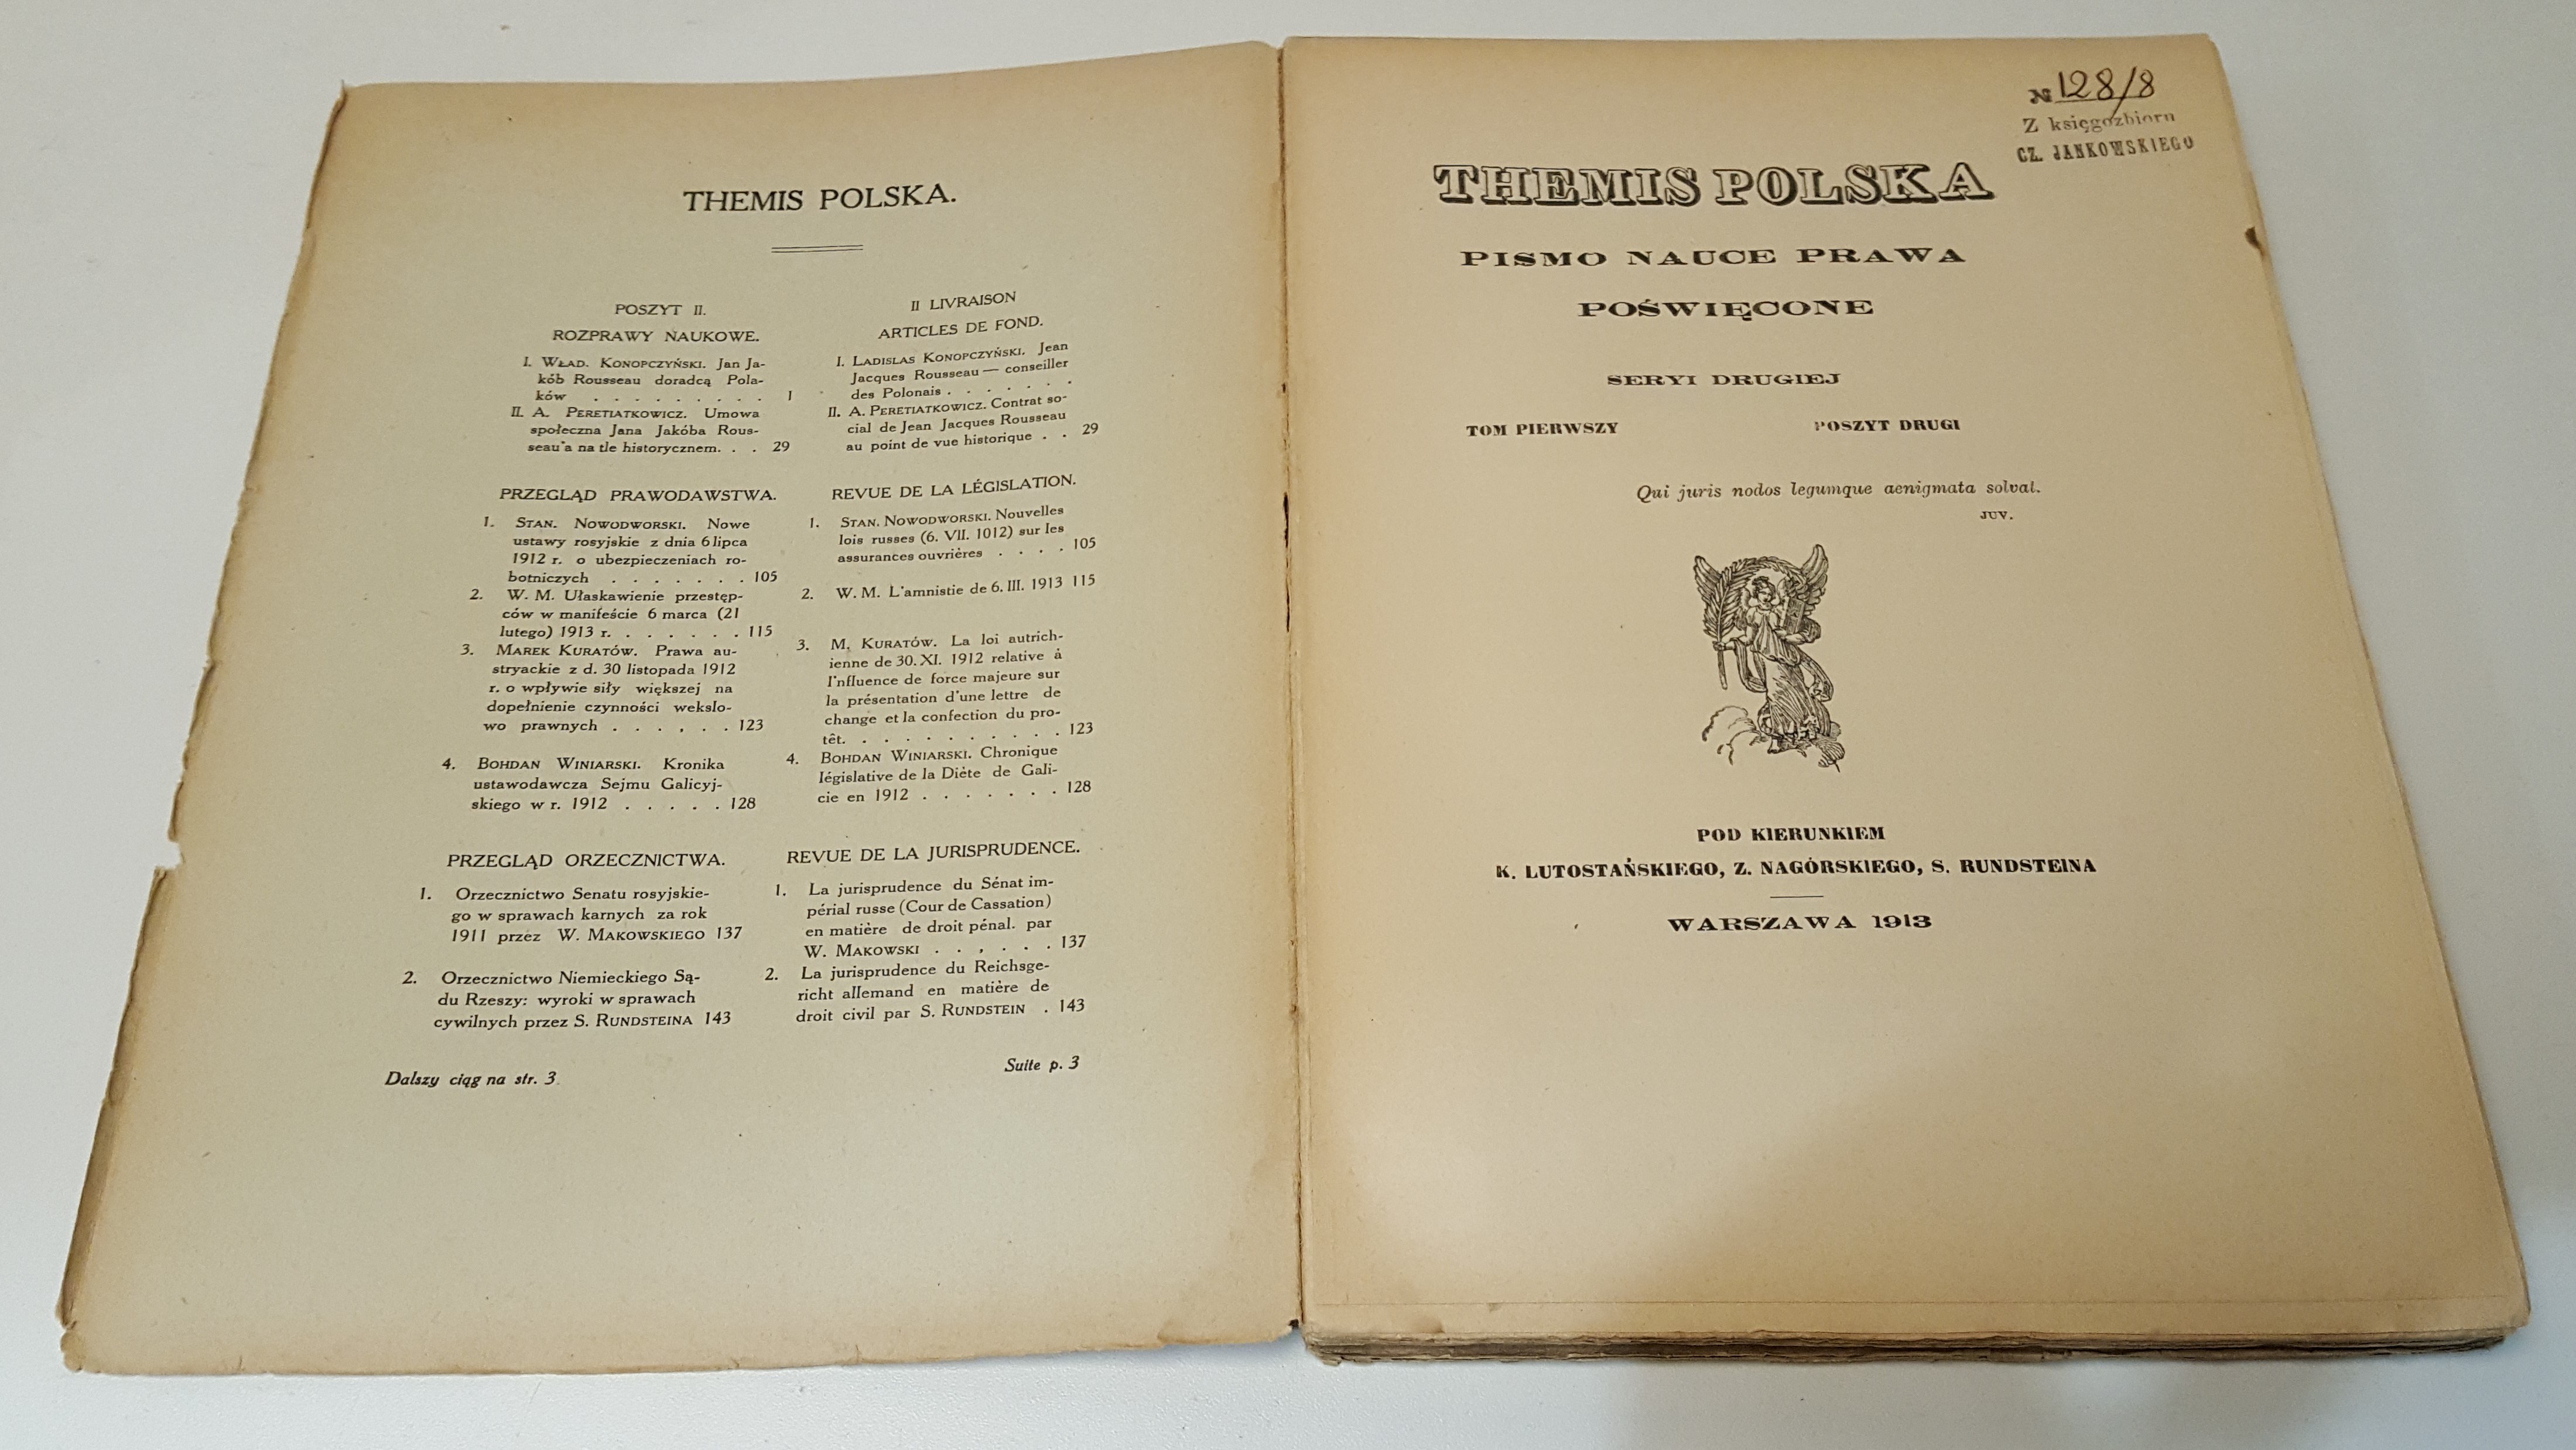 THEMIS POLSKA.
POSZYT II.
ROZPRAWY NAUKOWE.
I. WŁAD. KONOPCZYŃSKI. Jan Ja-
kób Rousseau doradcą Pola-
ków . . . . . . . . . 1
II. A. PERETIATKOWICZ. Umowa
społeczna Jana Jakóba Rous-
seau'a na tle historycznem. . . 29
PRZEGLĄD PRAWODAWSTWA.
1. STAN. NOWODWORSKI. Nowe
ustawy rosyjskie z dnia 6 lipca
1912 r. o ubezpieczeniach ro-
botniczych . . . . . . . 105
2. W. M. Ułaskawienie przestęp-
ców w manifeście 6 marca (21
lutego) 1913 r. . . . . . . 115
3. MAREK KURATÓW. Prawa au-
stryackie z d. 30 listopada 1912
r. o wpływie siły większej na
dopełnienie czynności wekslo-
wo prawnych . . . , . . 123
4. BOHDAN WINIARSKI. Kronika
ustawodawcza Sejmu Galicyj-
skiego w r. 1912 . . . . . 128
PRZEGLĄD ORZECZNICTWA.
1. Orzecznictwo Senatu rosyjskie-
go w sprawach karnych za rok
1911 przez W. MAKOWSKIEGO 137
2. Orzecznictwo Niemieckiego Są-
du Rzeszy: wyroki w sprawach
cywilnych przez S. RUNDSTEINA 143
Dalszy ciąg na str. 3
II LIVRAISON
ARTICLES DE FOND.
I. LADISLAS KONOPCZYŃSKI. Jean
Jacques Rousseau — conseiller
des Polonais . . . . . . .
II. A. PERETIATKOWICZ. Contrat so-
cial de Jean Jacques Rousseau
au point de vue historique . . 29
REVUE DE LA LÉGISLATION.
1. STAN. NOWODWORSKI. Nouvelles
lois russes (6. VII. 1012) sur les
assurances ouvrières . . . . 105
2. W. M. L'amnistie de 6. III. 1913 115
3. M. KURATÓW. La loi autrich-
ienne de 30. XI. 1912 relative à
l'nfluence de force majeure sur
la présentation d'une lettre de
change et la confection du pro-
têt. . . . . . . . . . . 123
4. BOHDAN WINIARSKI. Chronique
législative de la Diète de Gali-
cie en 1912 . . . . . . . 128
REVUE DE LA JURISPRUDENCE.
1. La jurisprudence du Sénat im-
périal russe (Cour de Cassation)
en matière de droit pénal. par
W. MAKOWSKI . . , . . . 137
2. La jurisprudence du Reichsge-
richt allemand en matière de
droit civil par S. RUNDSTEIN . 143
Suite p. 3
№ 128/8
Z księgozbioru
CZ. JANKOWSKIEGO
THEMIS POLSKA
PISMO NAUCE PRAWA
POŚWIĘCONE
SERYI DRUGIEJ
TOM PIERWSZY POSZYT DRUGI
Qui juris nodos legumque aenigmata solvat.
JUV.
POD KIERUNKIEM
K. LUTOSTAŃSKIEGO, Z. NAGÓRSKIEGO, S. RUNDSTEINA
WARSZAWA 1913